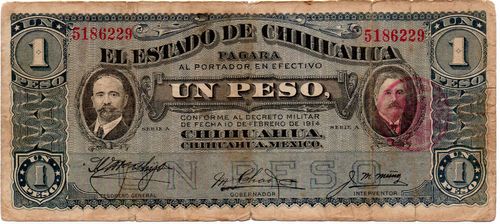 UN
UN
5186229
5186229
EL ESTADO DE CHIHUAHUA
PAGARA
AL PORTADOR, EN EFECTIVO
1
1
UN PESO,
CONFORME AL DECRETO MILITAR
DE FECHA 10 DE FEBRERO DE 1914.
SERIE A
SERIE A
CHIHUAHUA,
CHIHUAHUA, MEXICO.
UN PESO
1
1
TESORERO GENERAL
GOBERNADOR
INTERVENTOR